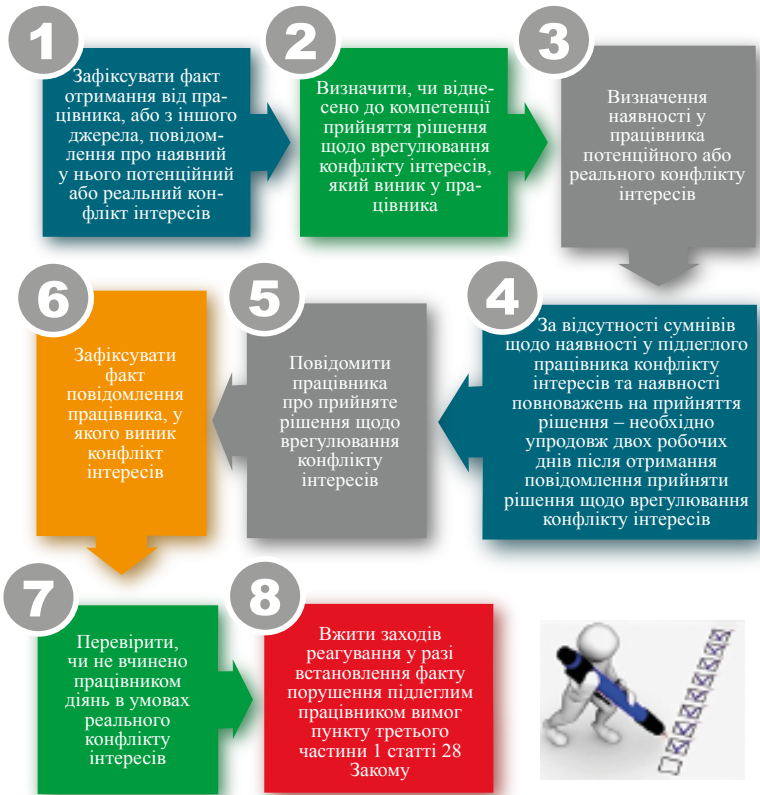 1
Зафіксувати факт
отримання від пра-
цівника, або з іншого
джерела, повідом-
лення про наявний
у нього потенційний
або реальний кон-
флікт інтересів
2
Визначити, чи відне-
сено до компетенції
прийняття рішення
щодо врегулювання
конфлікту інтересів,
який виник у пра-
цівника
3
Визначення
наявності у
працівника
потенційного або
реального конфлікту
інтересів
4
За відсутності сумнівів
щодо наявності у підлеглого
працівника конфлікту
інтересів та наявності
повноважень на прийняття
рішення – необхідно
упродовж двох робочих
днів після отримання
повідомлення прийняти
рішення щодо врегулювання
конфлікту інтересів
5
Повідомити
працівника
про прийняте
рішення щодо
врегулювання
конфлікту
інтересів
6
Зафіксувати
факт
повідомлення
працівника, у
якого виник
конфлікт
інтересів
7
Перевірити,
чи не вчинено
працівником
діянь в умовах
реального
конфлікту
інтересів
8
Вжити заходів
реагування у разі
встановлення факту
порушення підлеглим
працівником вимог
пункту третього
частини 1 статті 28
Закому